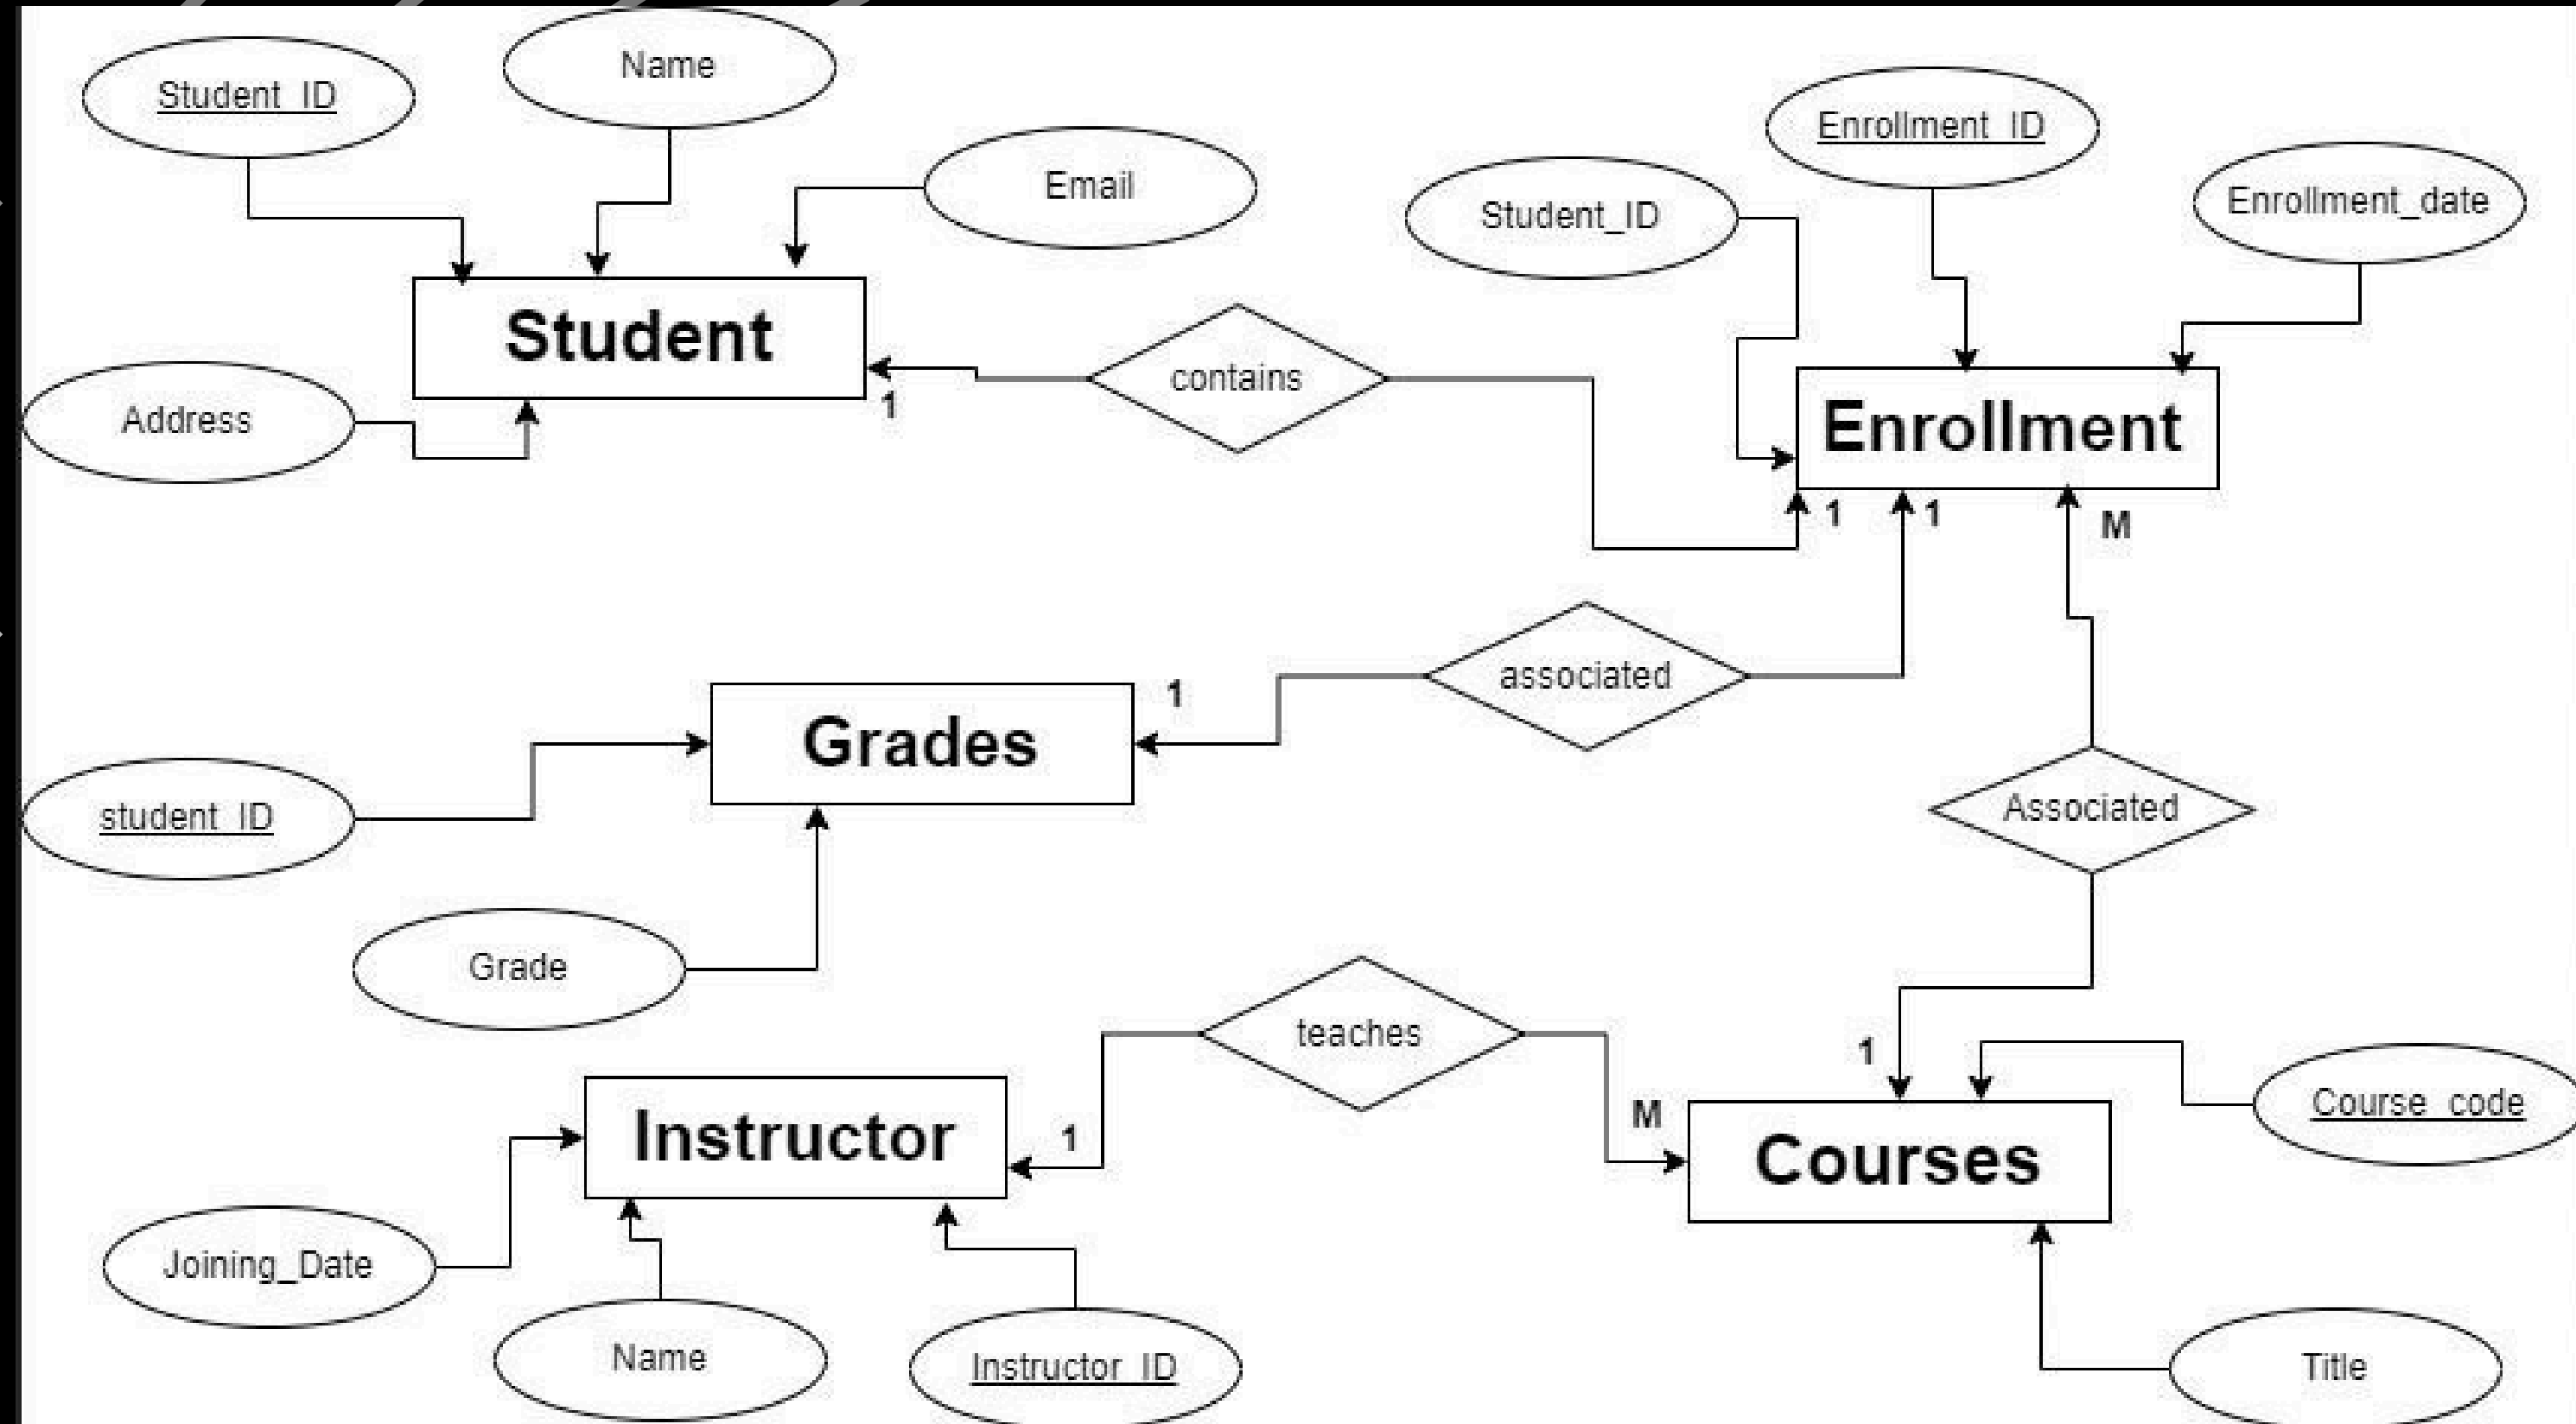 Name
Student_ID
Enrollment_ID
Email
Enrollment_date
Student_ID
Student
contains
1
Address
Enrollment
1
1
M
associated
1
Grades
Associated
student_ID
Grade
teaches
1
Course_code
M
Instructor
1
Courses
Joining_Date
Name
Instructor_ID
Title